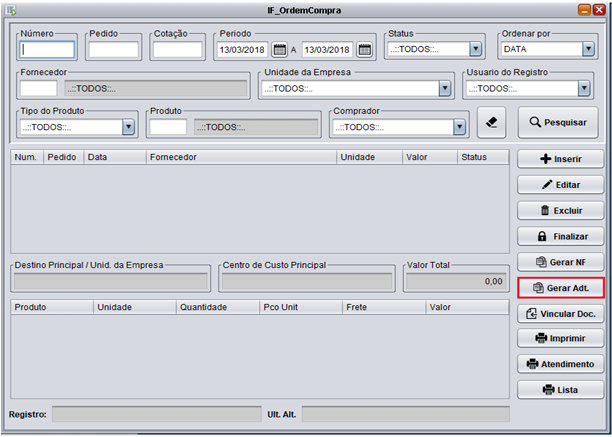 IF_OrdemCompra
Número Pedido Cotação Periodo Status Ordenar por
13/03/2018 A 13/03/2018 ..::TODOS::.. DATA
Fornecedor Unidade da Empresa Usuario do Registro
..::TODOS::.. ..::TODOS::.. ..::TODOS::..
Tipo do Produto Produto Comprador
..::TODOS::.. ..::TODOS::.. ..::TODOS::.. Pesquisar
Num. Pedido Data Fornecedor Unidade Valor Status
Inserir
Editar
Excluir
Finalizar
Gerar NF
Destino Principal / Unid. da Empresa Centro de Custo Principal Valor Total
0,00
Gerar Adt.
Produto Unidade Quantidade Pco Unit Frete Valor
Vincular Doc.
Imprimir
Atendimento
Lista
Registro: Ult. Alt.